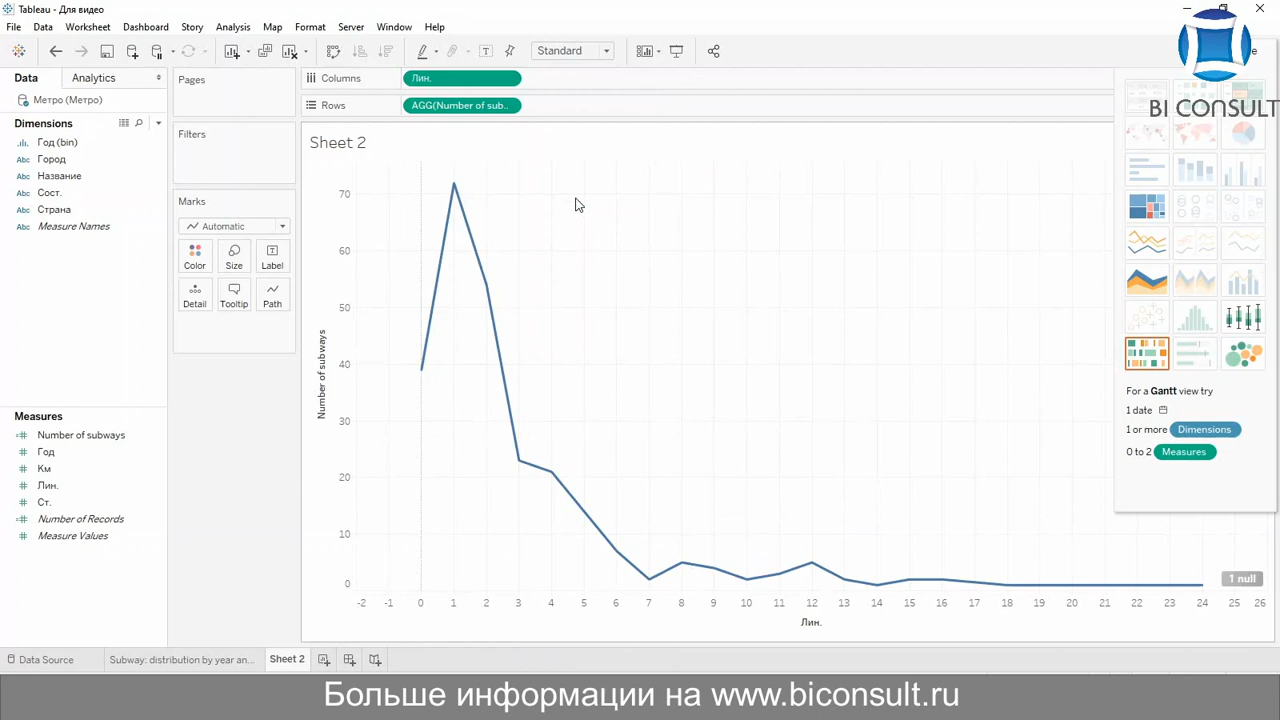 Tableau - Для видео
File Data Worksheet Dashboard Story Analysis Map Format Server Window Help
Standard
BI CONSULT
Data Analytics
Метро (Метро)
Dimensions
Год (bin)
Abc Город
Abc Название
Abc Сост.
Abc Страна
Abc Measure Names
Measures
Number of subways
Год
Км
Лин.
Ст.
Number of Records
Measure Values
Pages
Filters
Marks
Automatic
Color Size Label
Detail Tooltip Path
Columns Лин.
Rows AGG(Number of sub..
Sheet 2
Number of subways
70
60
50
40
30
20
10
0
-2 -1 0 1 2 3 4 5 6 7 8 9 10 11 12 13 14 15 16 17 18 19 20 21 22 23 24 25 26
Лин.
1 null
For a Gantt view try
1 date
1 or more Dimensions
0 to 2 Measures
Data Source Subway: distribution by year an... Sheet 2
Больше информации на www.biconsult.ru